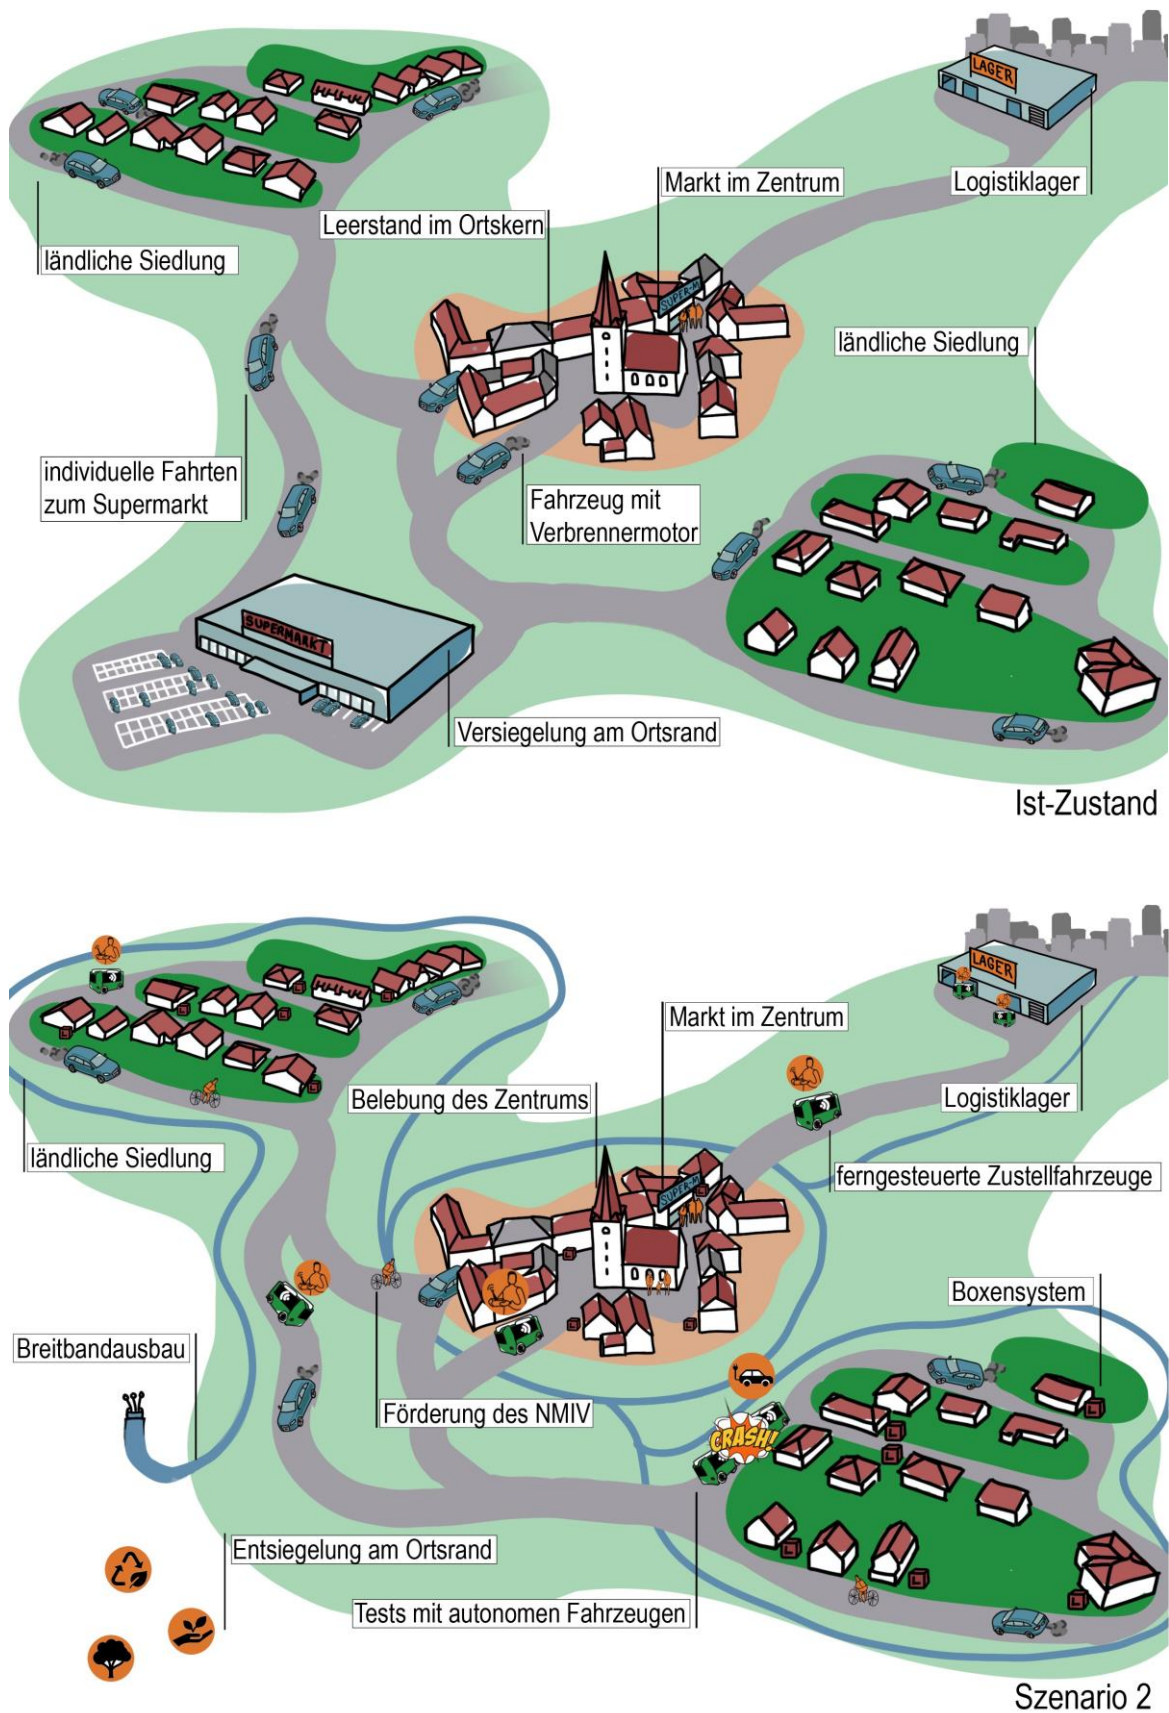 LAGER
Markt im Zentrum
Logistiklager
Leerstand im Ortskern
ländliche Siedlung
SUPER-M
ländliche Siedlung
individuelle Fahrten
zum Supermarkt
Fahrzeug mit
Verbrennermotor
SUPERMARKT
Versiegelung am Ortsrand
Ist-Zustand
LAGER
Markt im Zentrum
Belebung des Zentrums
Logistiklager
ländliche Siedlung
ferngesteuerte Zustellfahrzeuge
SUPER-M
Boxensystem
Breitbandausbau
Förderung des NMIV
CRASH!
Entsiegelung am Ortsrand
Tests mit autonomen Fahrzeugen
Szenario 2